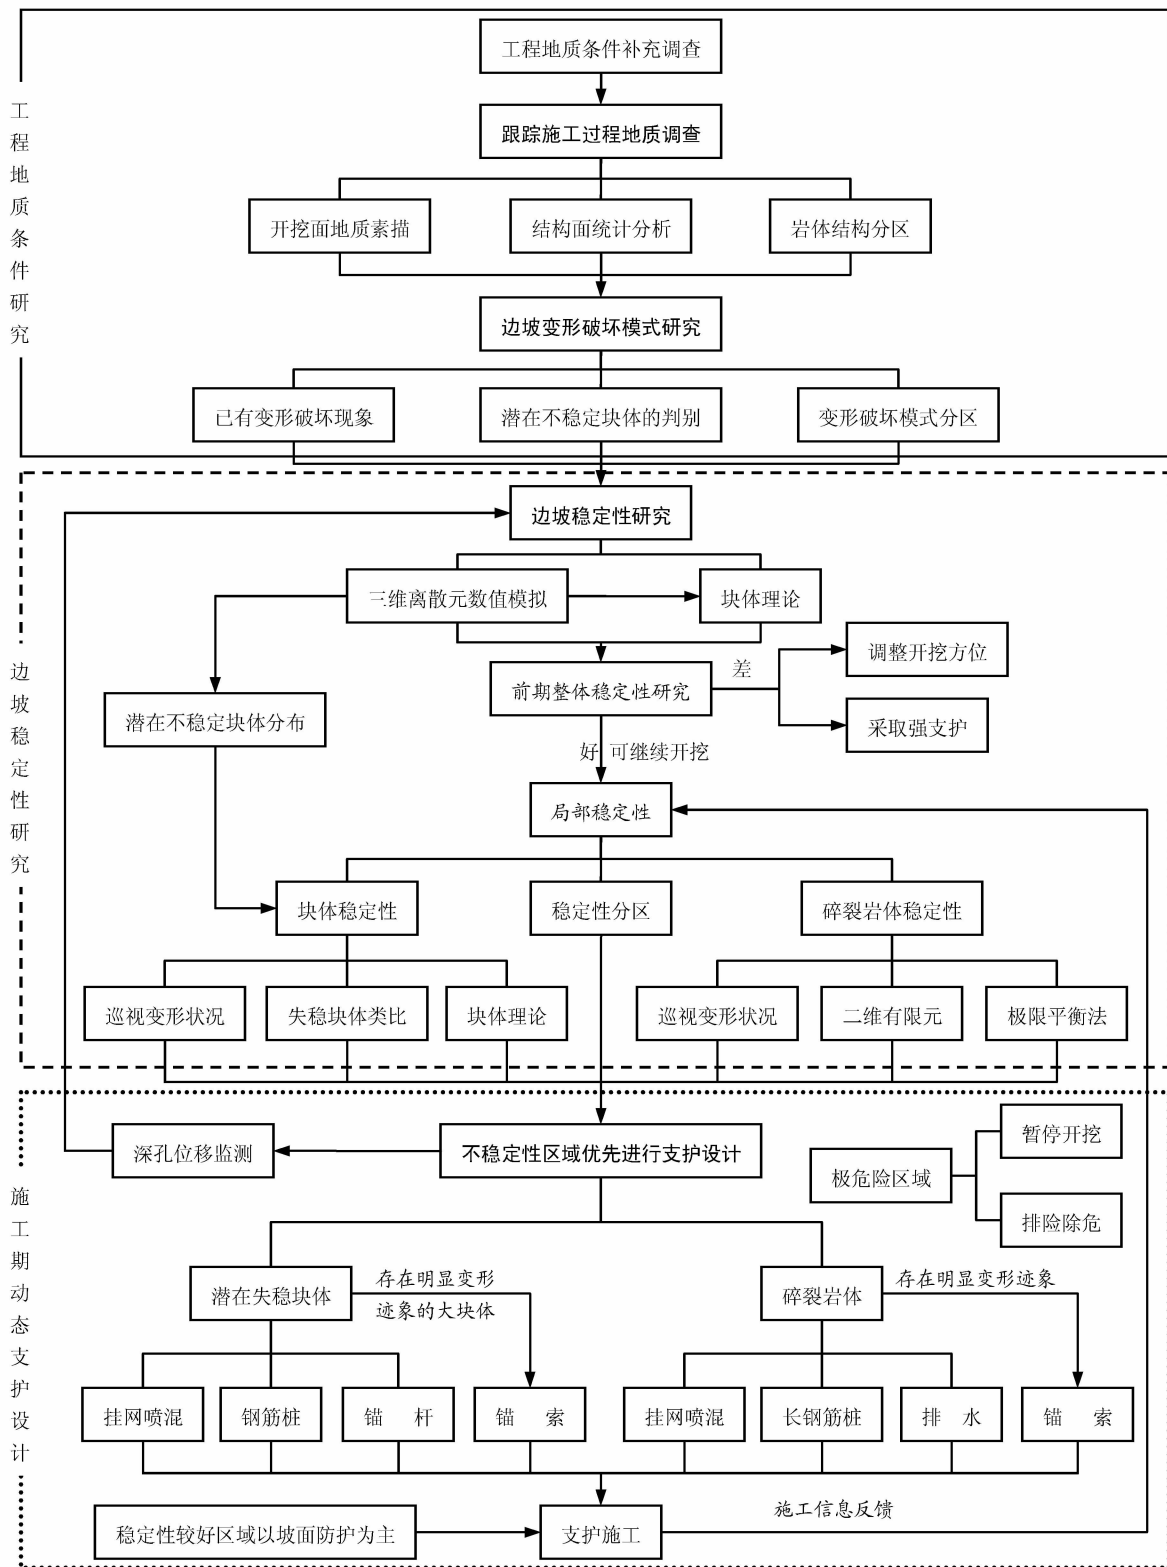 工程地质条件研究
工程地质条件补充调查
跟踪施工过程地质调查
开挖面地质素描
结构面统计分析
岩体结构分区
边坡变形破坏模式研究
已有变形破坏现象
潜在不稳定块体的判别
变形破坏模式分区
边坡稳定性研究
边坡稳定性研究
三维离散元数值模拟
块体理论
前期整体稳定性研究
差
调整开挖方位
采取强支护
潜在不稳定块体分布
好 可继续开挖
局部稳定性
块体稳定性
稳定性分区
碎裂岩体稳定性
巡视变形状况
失稳块体类比
块体理论
巡视变形状况
二维有限元
极限平衡法
施工期动态支护设计
深孔位移监测
不稳定性区域优先进行支护设计
极危险区域
暂停开挖
排险除危
潜在失稳块体
存在明显变形
迹象的大块体
碎裂岩体
存在明显变形迹象
挂网喷混
钢筋桩
锚 杆
锚 索
挂网喷混
长钢筋桩
排 水
锚 索
稳定性较好区域以坡面防护为主
支护施工
施工信息反馈